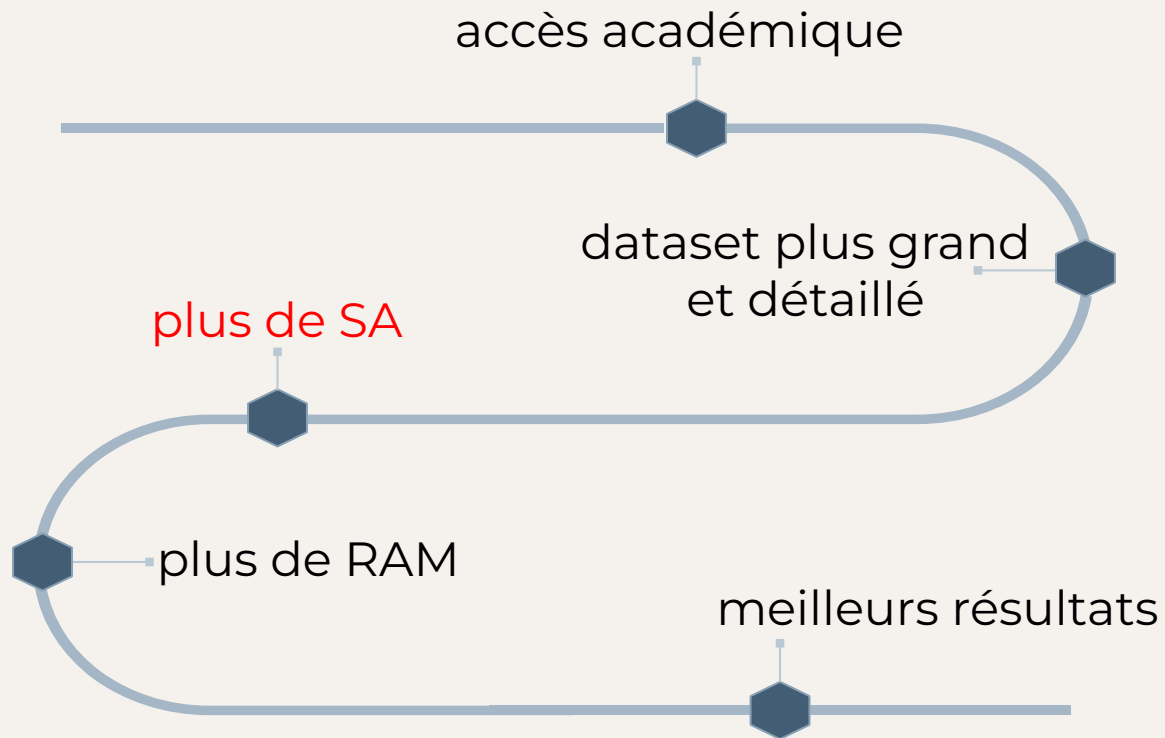 accès académique
dataset plus grand
et détaillé
plus de SA
plus de RAM
meilleurs résultats